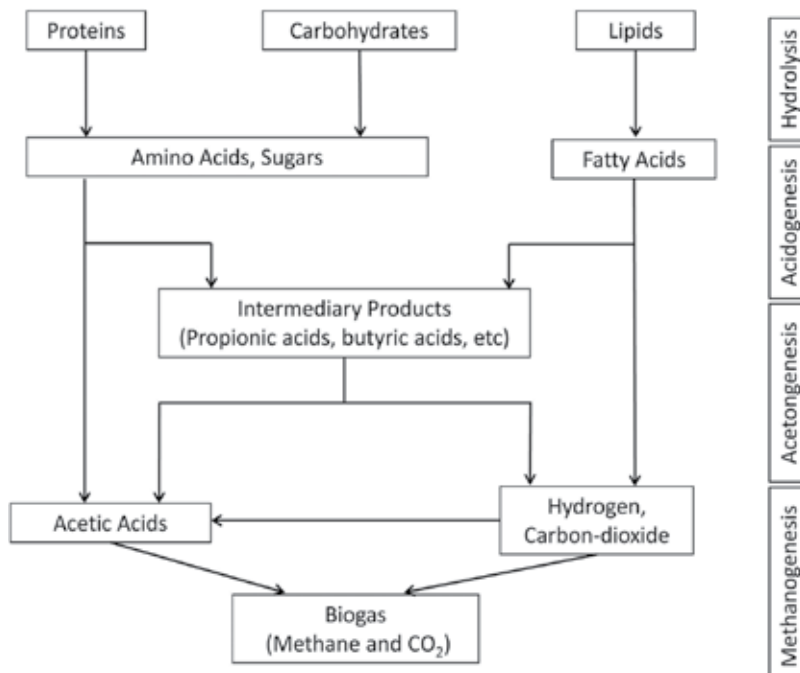 Proteins
Carbohydrates
Lipids
Hydrolysis
Amino Acids, Sugars
Fatty Acids
Acidogenesis
Intermediary Products
(Propionic acids, butyric acids, etc)
Acetongenesis
Acetic Acids
Hydrogen,
Carbon-dioxide
Methanogenesis
Biogas
(Methane and CO₂)